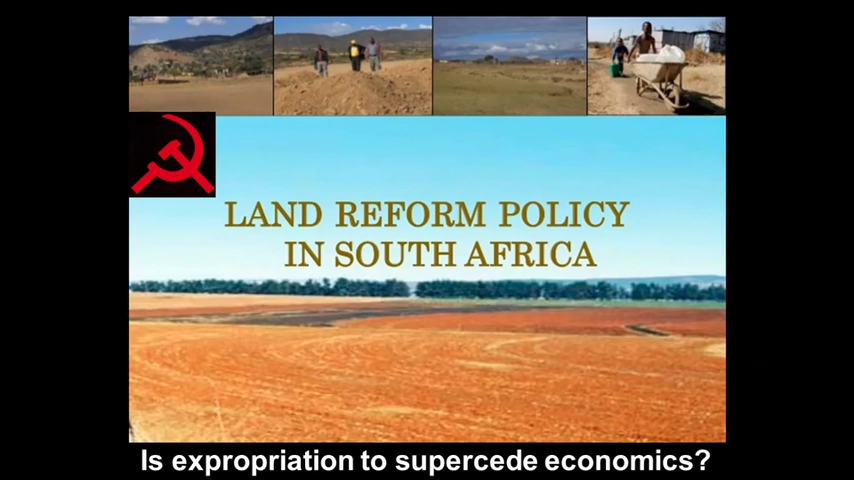 LAND REFORM POLICY
IN SOUTH AFRICA
Is expropriation to supercede economics?